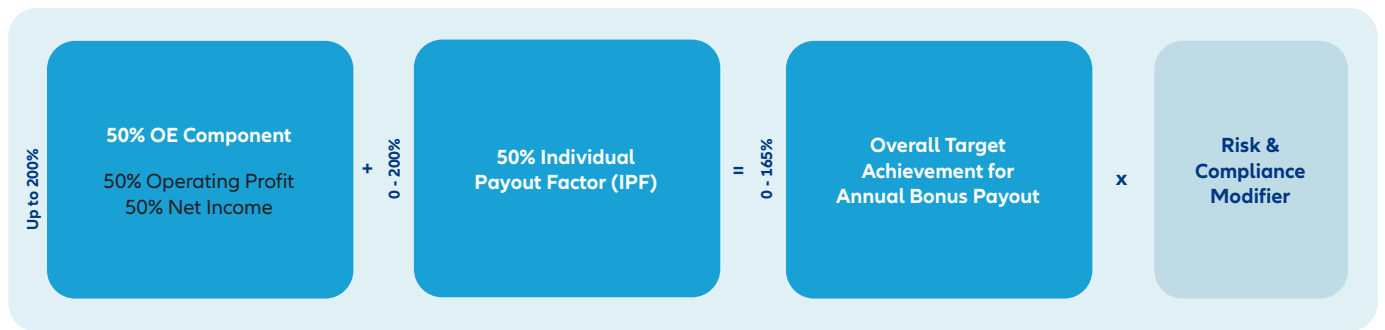 Up to 200%
50% OE Component
50% Operating Profit
50% Net Income
+
0 - 200%
50% Individual
Payout Factor (IPF)
=
0 - 165%
Overall Target
Achievement for
Annual Bonus Payout
x
Risk &
Compliance
Modifier